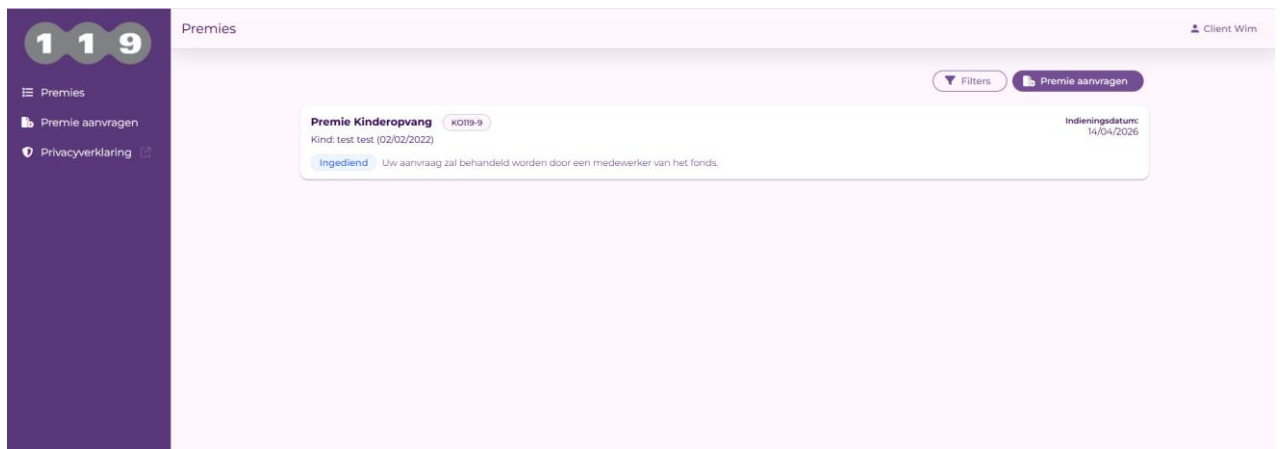 119
Premies
Premie aanvragen
Privacyverklaring
Premies
Client Wim
Filters
Premie aanvragen
Premie Kinderopvang KO119-9
Kind: test test (02/02/2022)
Ingediend Uw aanvraag zal behandeld worden door een medewerker van het fonds.
Indieningsdatum:
14/04/2026